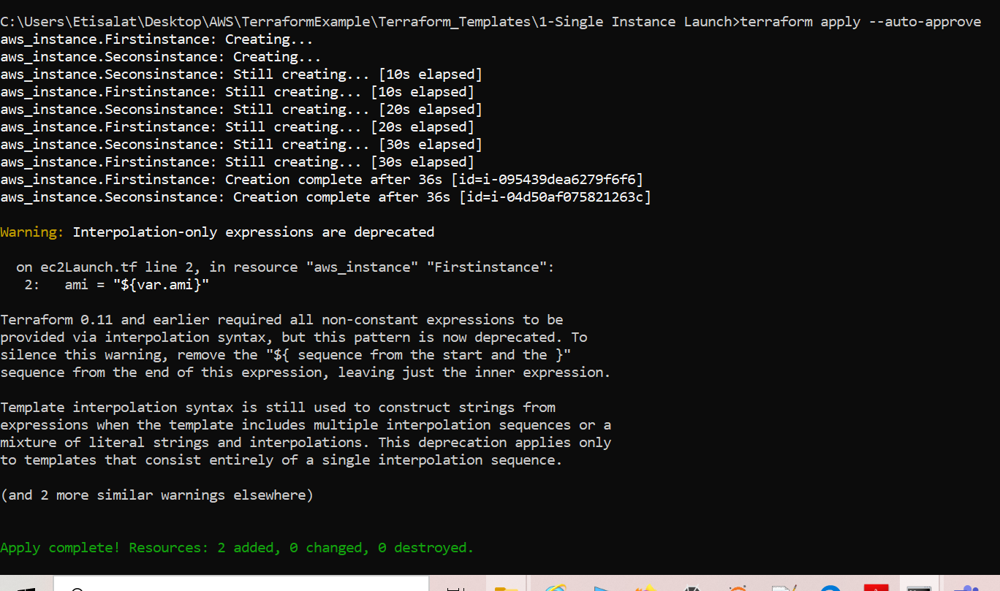 C:\Users\Etisalat\Desktop\AWS\TerraformExample\Terraform_Templates\1-Single Instance Launch>terraform apply --auto-approve
aws_instance.Firstinstance: Creating...
aws_instance.Seconsinstance: Creating...
aws_instance.Seconsinstance: Still creating... [10s elapsed]
aws_instance.Firstinstance: Still creating... [10s elapsed]
aws_instance.Seconsinstance: Still creating... [20s elapsed]
aws_instance.Firstinstance: Still creating... [20s elapsed]
aws_instance.Seconsinstance: Still creating... [30s elapsed]
aws_instance.Firstinstance: Still creating... [30s elapsed]
aws_instance.Firstinstance: Creation complete after 36s [id=i-095439dea6279f6f6]
aws_instance.Seconsinstance: Creation complete after 36s [id=i-04d50af075821263c]
Warning: Interpolation-only expressions are deprecated
on ec2Launch.tf line 2, in resource "aws_instance" "Firstinstance":
2:   ami = "${var.ami}"
Terraform 0.11 and earlier required all non-constant expressions to be
provided via interpolation syntax, but this pattern is now deprecated. To
silence this warning, remove the "${ sequence from the start and the }"
sequence from the end of this expression, leaving just the inner expression.
Template interpolation syntax is still used to construct strings from
expressions when the template includes multiple interpolation sequences or a
mixture of literal strings and interpolations. This deprecation applies only
to templates that consist entirely of a single interpolation sequence.
(and 2 more similar warnings elsewhere)
Apply complete! Resources: 2 added, 0 changed, 0 destroyed.